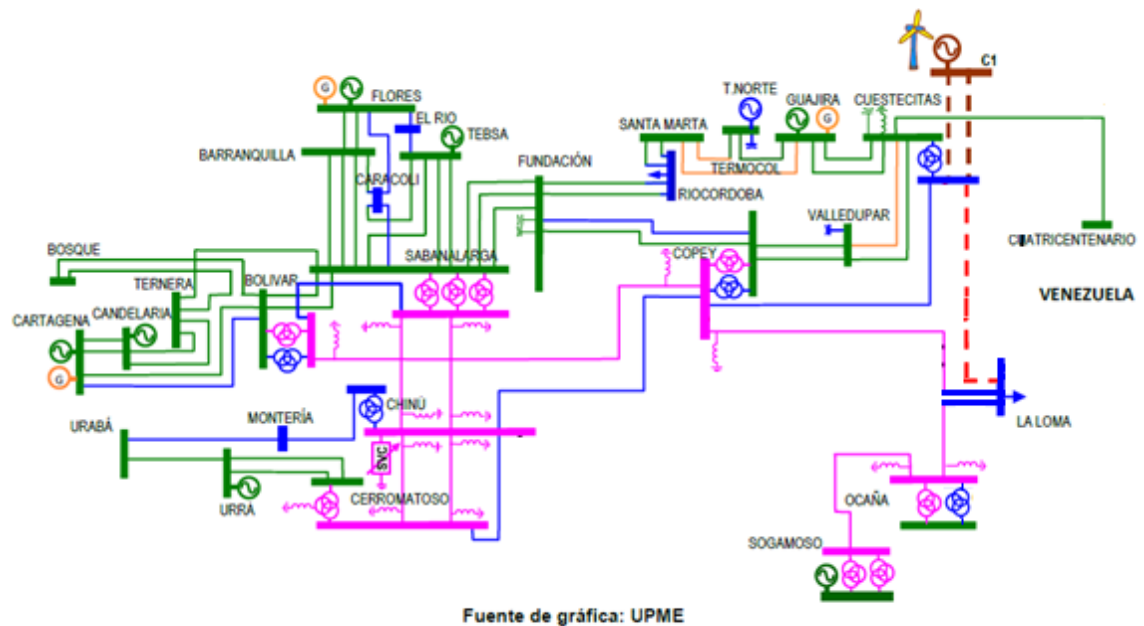 C1
T.NORTE
GUAJIRA
CUESTECITAS
G
FLORES
G
EL RIO
SANTA MARTA
TEBSA
BARRANQUILLA
FUNDACIÓN
TERMOCOL
CARACOLI
RIOCORDOBA
VALLEDUPAR
CUATRICENTENARIO
BOSQUE
SABANALARGA
COPEY
TERNERA
BOLIVAR
VENEZUELA
CARTAGENA
CANDELARIA
G
CHINÚ
MONTERÍA
LA LOMA
URABÁ
SVC
CERROMATOSO
OCAÑA
URRÁ
SOGAMOSO
Fuente de gráfica: UPME